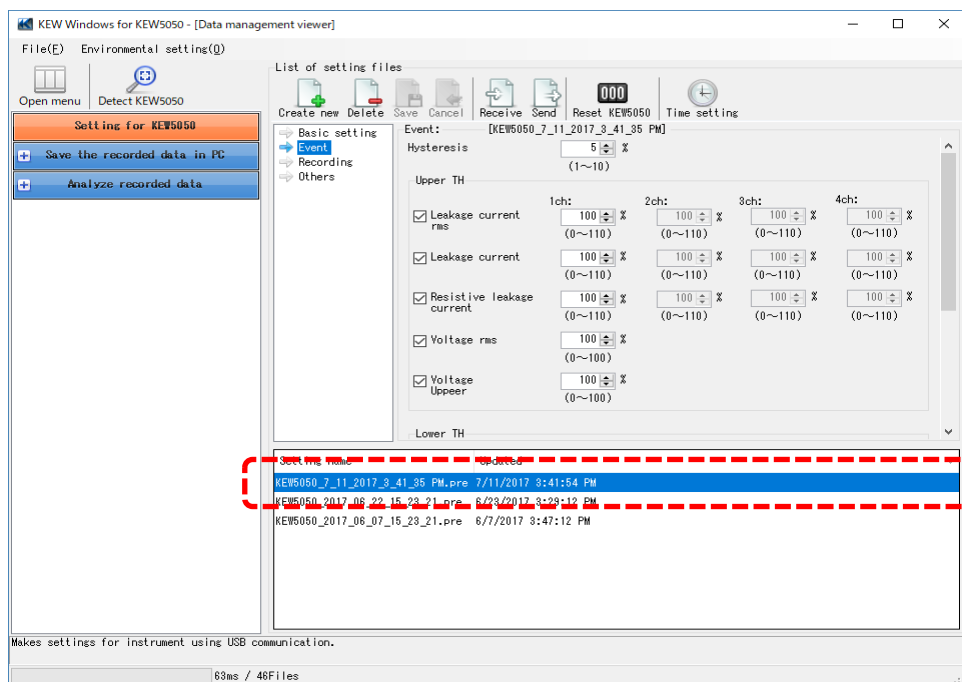 KEW Windows for KEW5050 - [Data management viewer]
File(F) Environmental setting(O)
Open menu Detect KEW5050
Setting for KEW5050
Save the recorded data in PC
Analyze recorded data
List of setting files
Create new Delete Save Cancel Receive Send Reset KEW5050 Time setting
000
Basic setting
Event
Recording
Others
Event: [KEW5050_7_11_2017_3_41_35 PM]
Hysteresis 5 %
(1～10)
Upper TH
1ch: 2ch: 3ch: 4ch:
Leakage current rms 100 % 100 % 100 % 100 %
(0～110) (0～110) (0～110) (0～110)
Leakage current 100 % 100 % 100 % 100 %
(0～110) (0～110) (0～110) (0～110)
Resistive leakage current 100 % 100 % 100 % 100 %
(0～110) (0～110) (0～110) (0～110)
Voltage rms 100 %
(0～100)
Voltage Uppeer 100 %
(0～100)
Lower TH
Setting name Updated
KEW5050_7_11_2017_3_41_35 PM.pre 7/11/2017 3:41:54 PM
KEW5050_2017_06_22_15_23_21.pre 6/23/2017 3:29:12 PM
KEW5050_2017_06_07_15_23_21.pre 6/7/2017 3:47:12 PM
Makes settings for instrument using USB communication.
63ms / 46Files